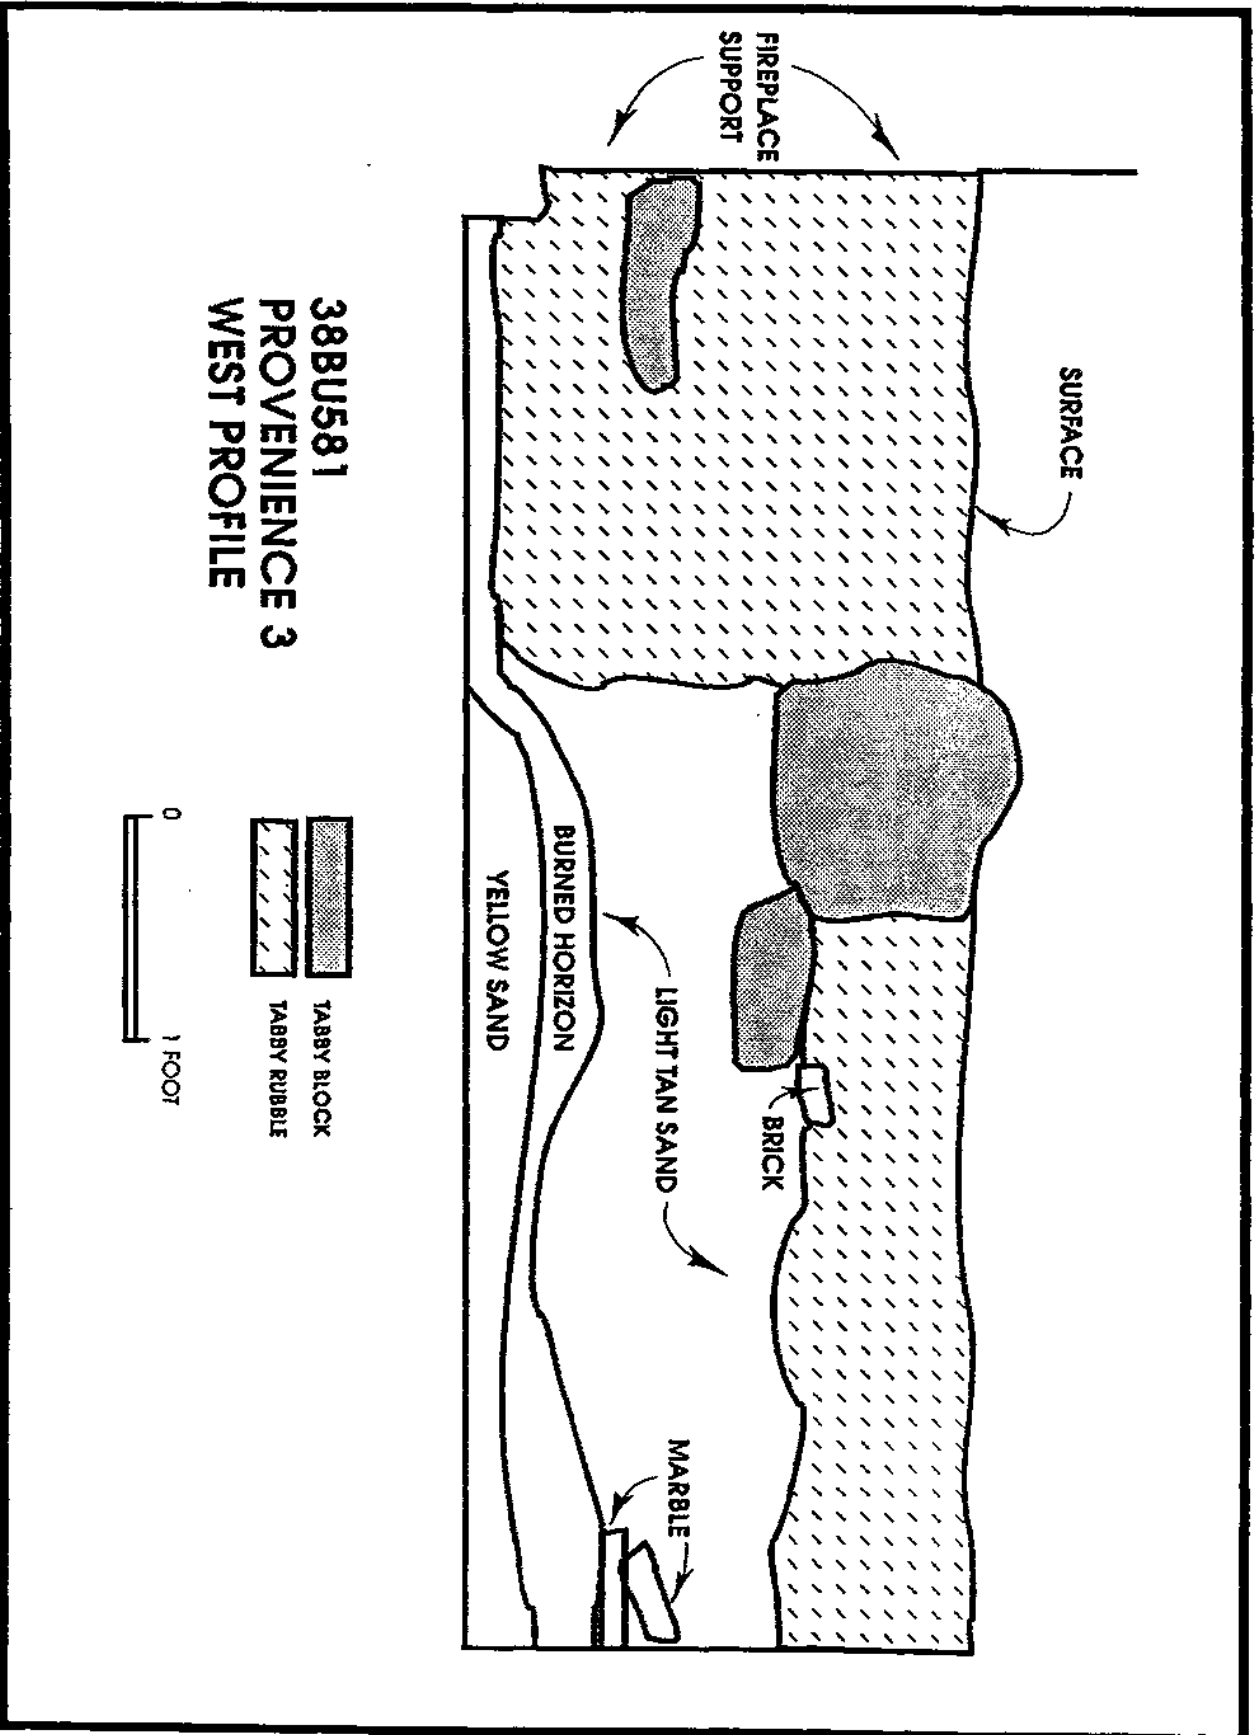 SURFACE
FIREPLACE
SUPPORT
BRICK
LIGHT TAN SAND
MARBLE
BURNED HORIZON
YELLOW SAND
38BU581
PROVENIENCE 3
WEST PROFILE
TABBY BLOCK
TABBY RUBBLE
0
1 FOOT